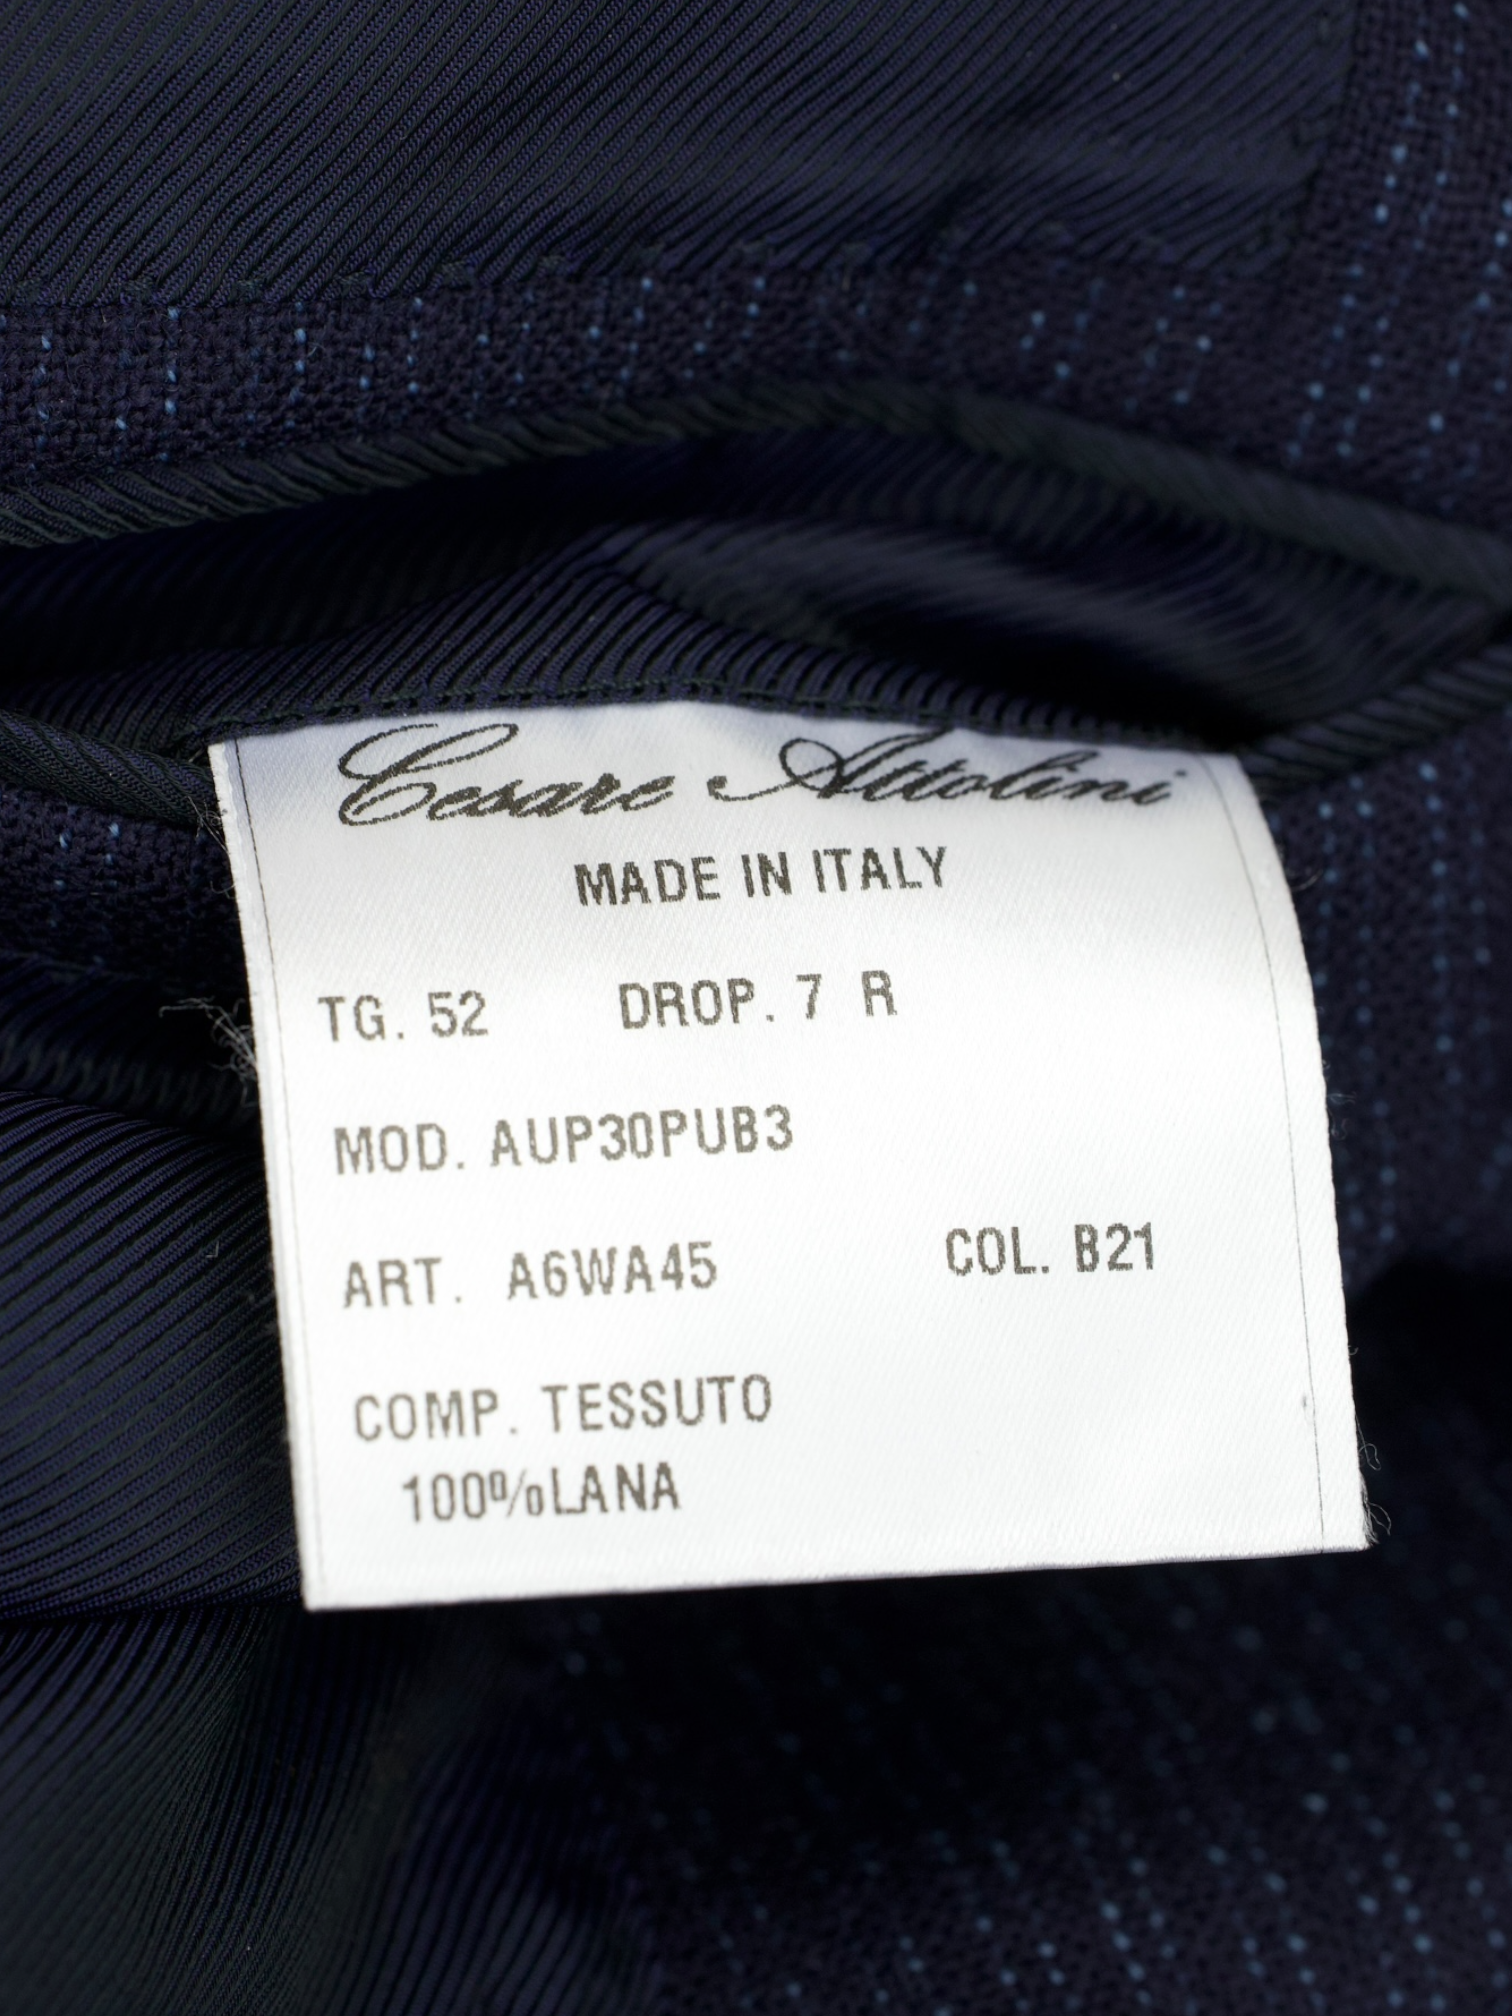 Cesare Attolini
MADE IN ITALY
TG. 52 DROP. 7 R
MOD. AUP30PUB3
ART. A6WA45 COL. B21
COMP. TESSUTO
100%LANA